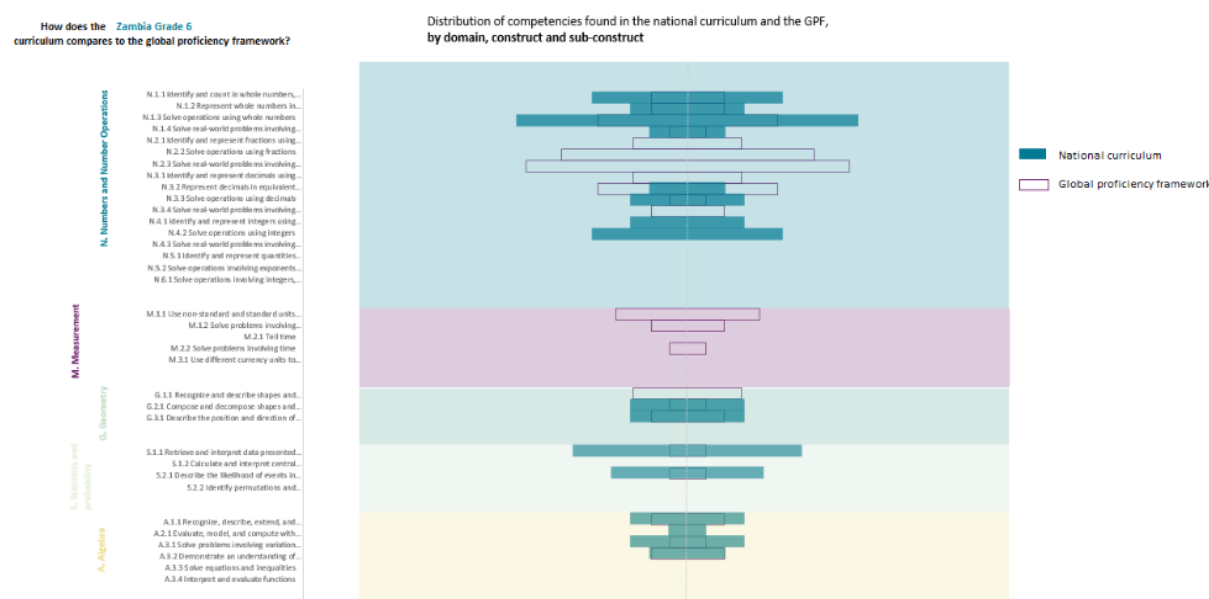 How does the Zambia Grade 6
curriculum compares to the global proficiency framework?
Distribution of competencies found in the national curriculum and the GPF,
by domain, construct and sub-construct
N. Numbers and Number Operations
N.1.1 Identify and count in whole numbers,...
N.1.2 Represent whole numbers in...
N.1.3 Solve operations using whole numbers
N.1.4 Solve real-world problems involving...
N.2.1 Identify and represent fractions using...
N.2.2 Solve operations using fractions
N.2.3 Solve real-world problems involving...
N.3.1 Identify and represent decimals using...
N.3.2 Represent decimals in equivalent...
N.3.3 Solve operations using decimals
N.3.4 Solve real-world problems involving...
N.4.1 Identify and represent integers using...
N.4.2 Solve operations using integers
N.4.3 Solve real-world problems involving...
N.5.1 Identify and represent quantities...
N.5.2 Solve operations involving exponents...
N.6.1 Solve operations involving integers,...
National curriculum
Global proficiency framework
M. Measurement
M.1.1 Use non-standard and standard units...
M.1.2 Solve problems involving...
M.2.1 Tell time
M.2.2 Solve problems involving time
M.3.1 Use different currency units to...
G. Geometry
G.1.1 Recognize and describe shapes and...
G.2.1 Compose and decompose shapes and...
G.3.1 Describe the position and direction of...
S. Statistics and
probability
S.1.1 Retrieve and interpret data presented...
S.1.2 Calculate and interpret central...
S.2.1 Describe the likelihood of events in...
S.2.2 Identify permutations and...
A. Algebra
A.1.1 Recognize, describe, extend, and...
A.2.1 Evaluate, model, and compute with...
A.3.1 Solve problems involving variation...
A.3.2 Demonstrate an understanding of...
A.3.3 Solve equations and inequalities
A.3.4 Interpret and evaluate functions